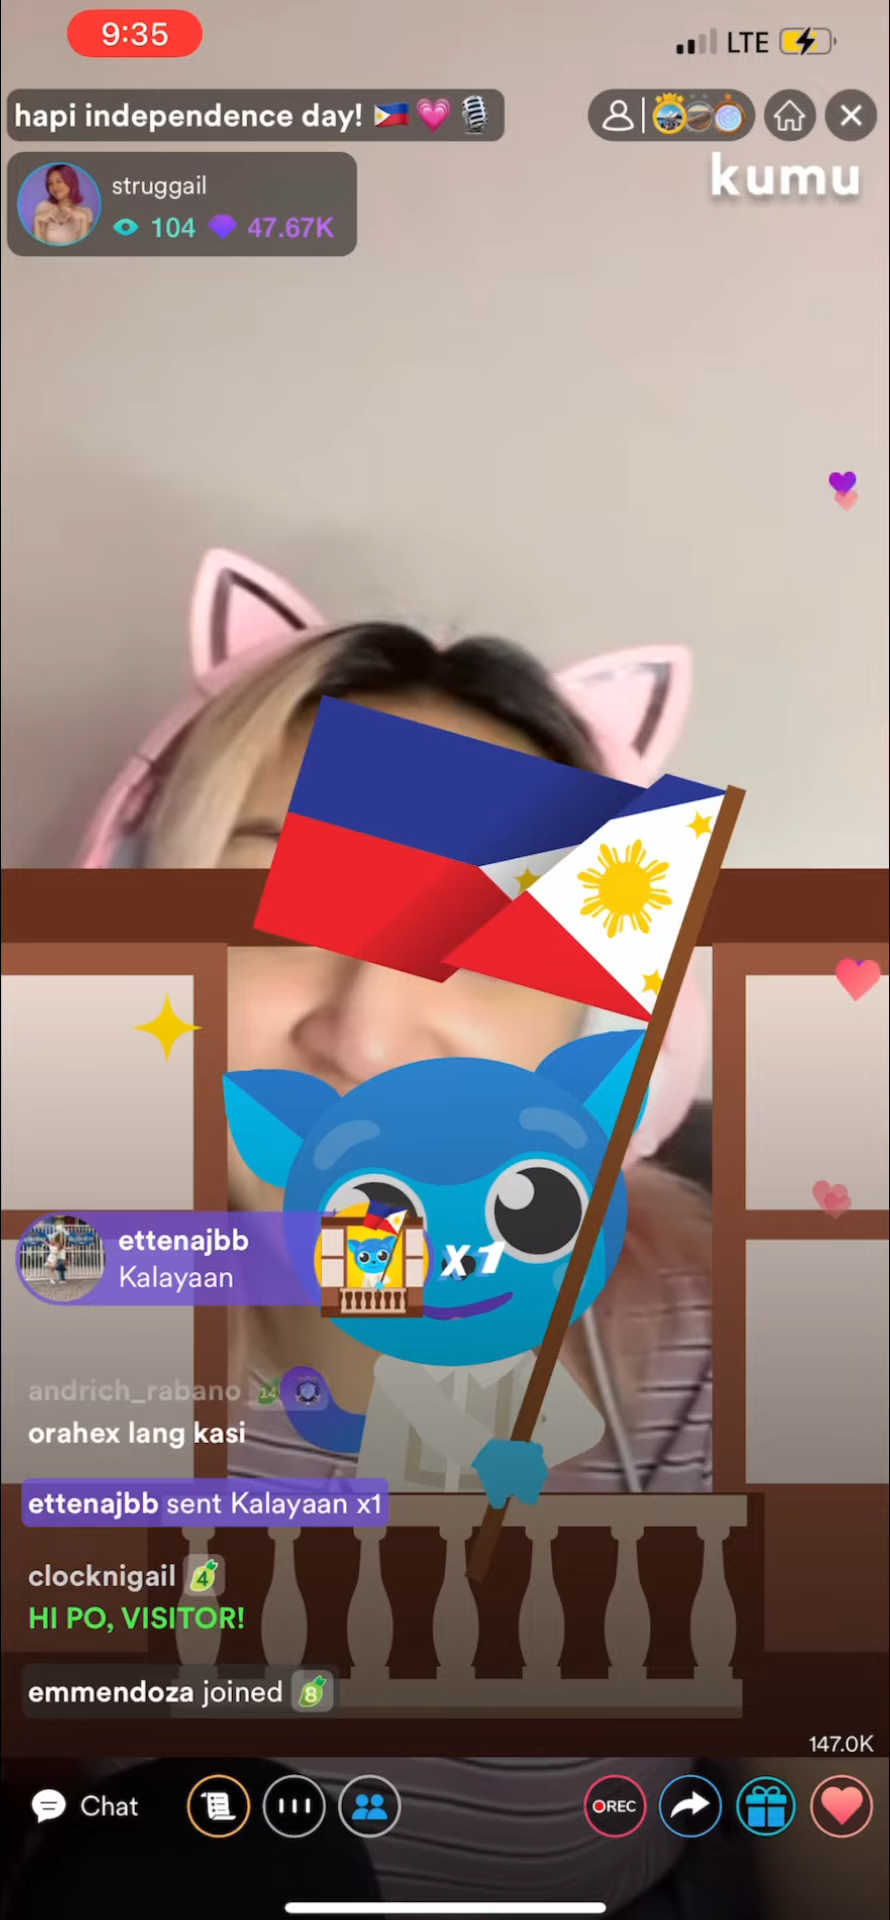 9:35
LTE
hapi independence day! 🇵🇭 💗 🎙️
kumu
struggail
104 47.67K
ettenajbb
Kalayaan
x1
andrich_rabano 14
orahex lang kasi
ettenajbb sent Kalayaan x1
clocknigail 4
HI PO, VISITOR!
emmendoza joined 8
147.0K
Chat
REC